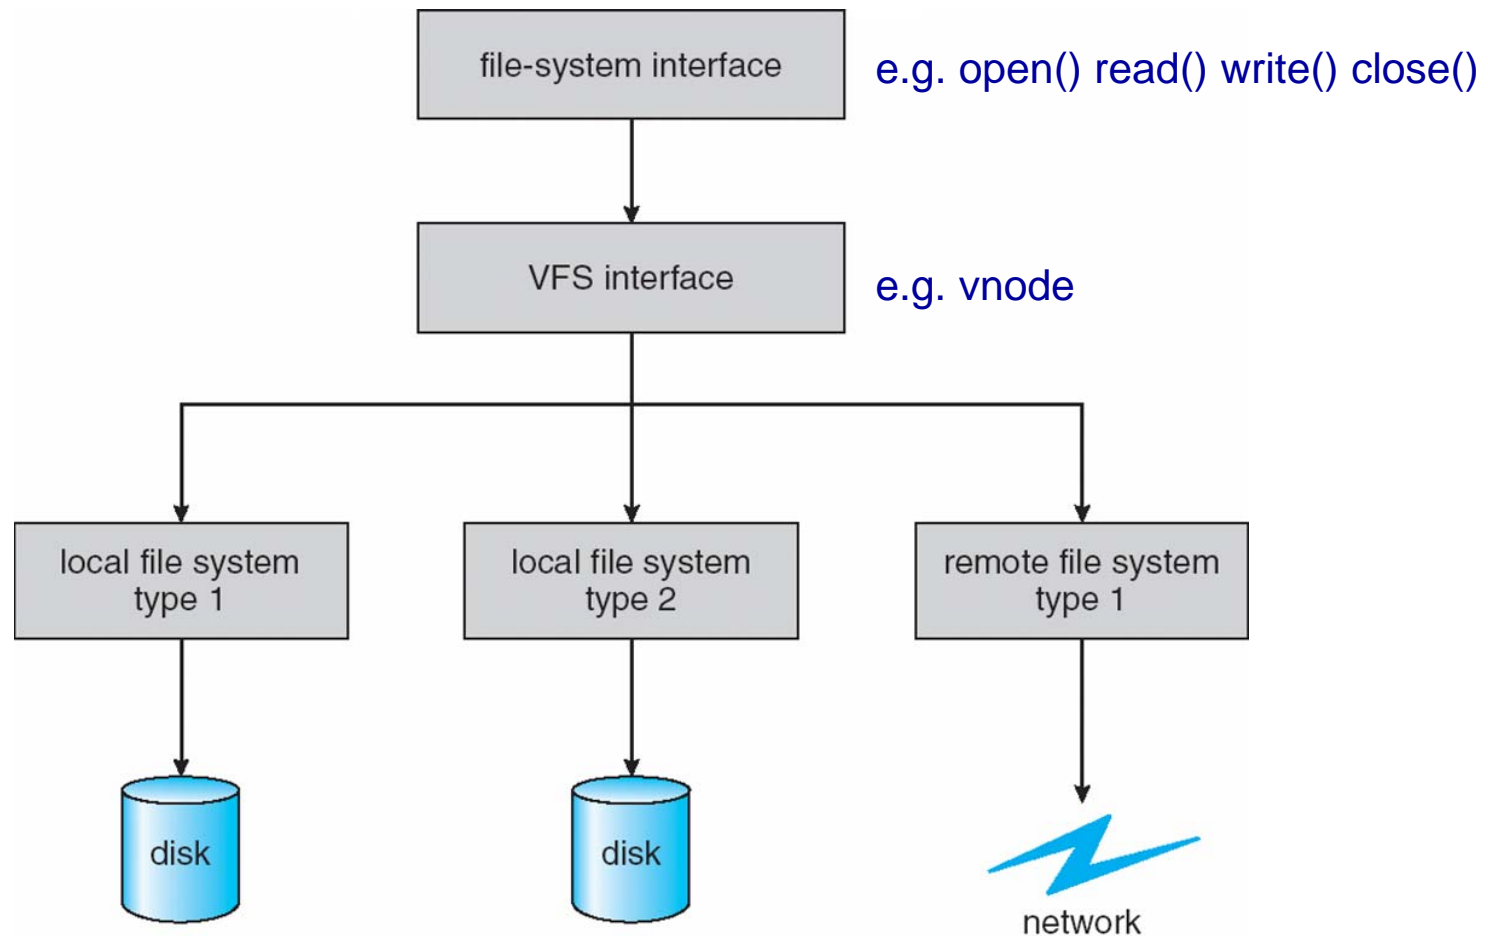 file-system interface
e.g. open() read() write() close()
VFS interface
e.g. vnode
local file system
type 1
local file system
type 2
remote file system
type 1
disk
disk
network